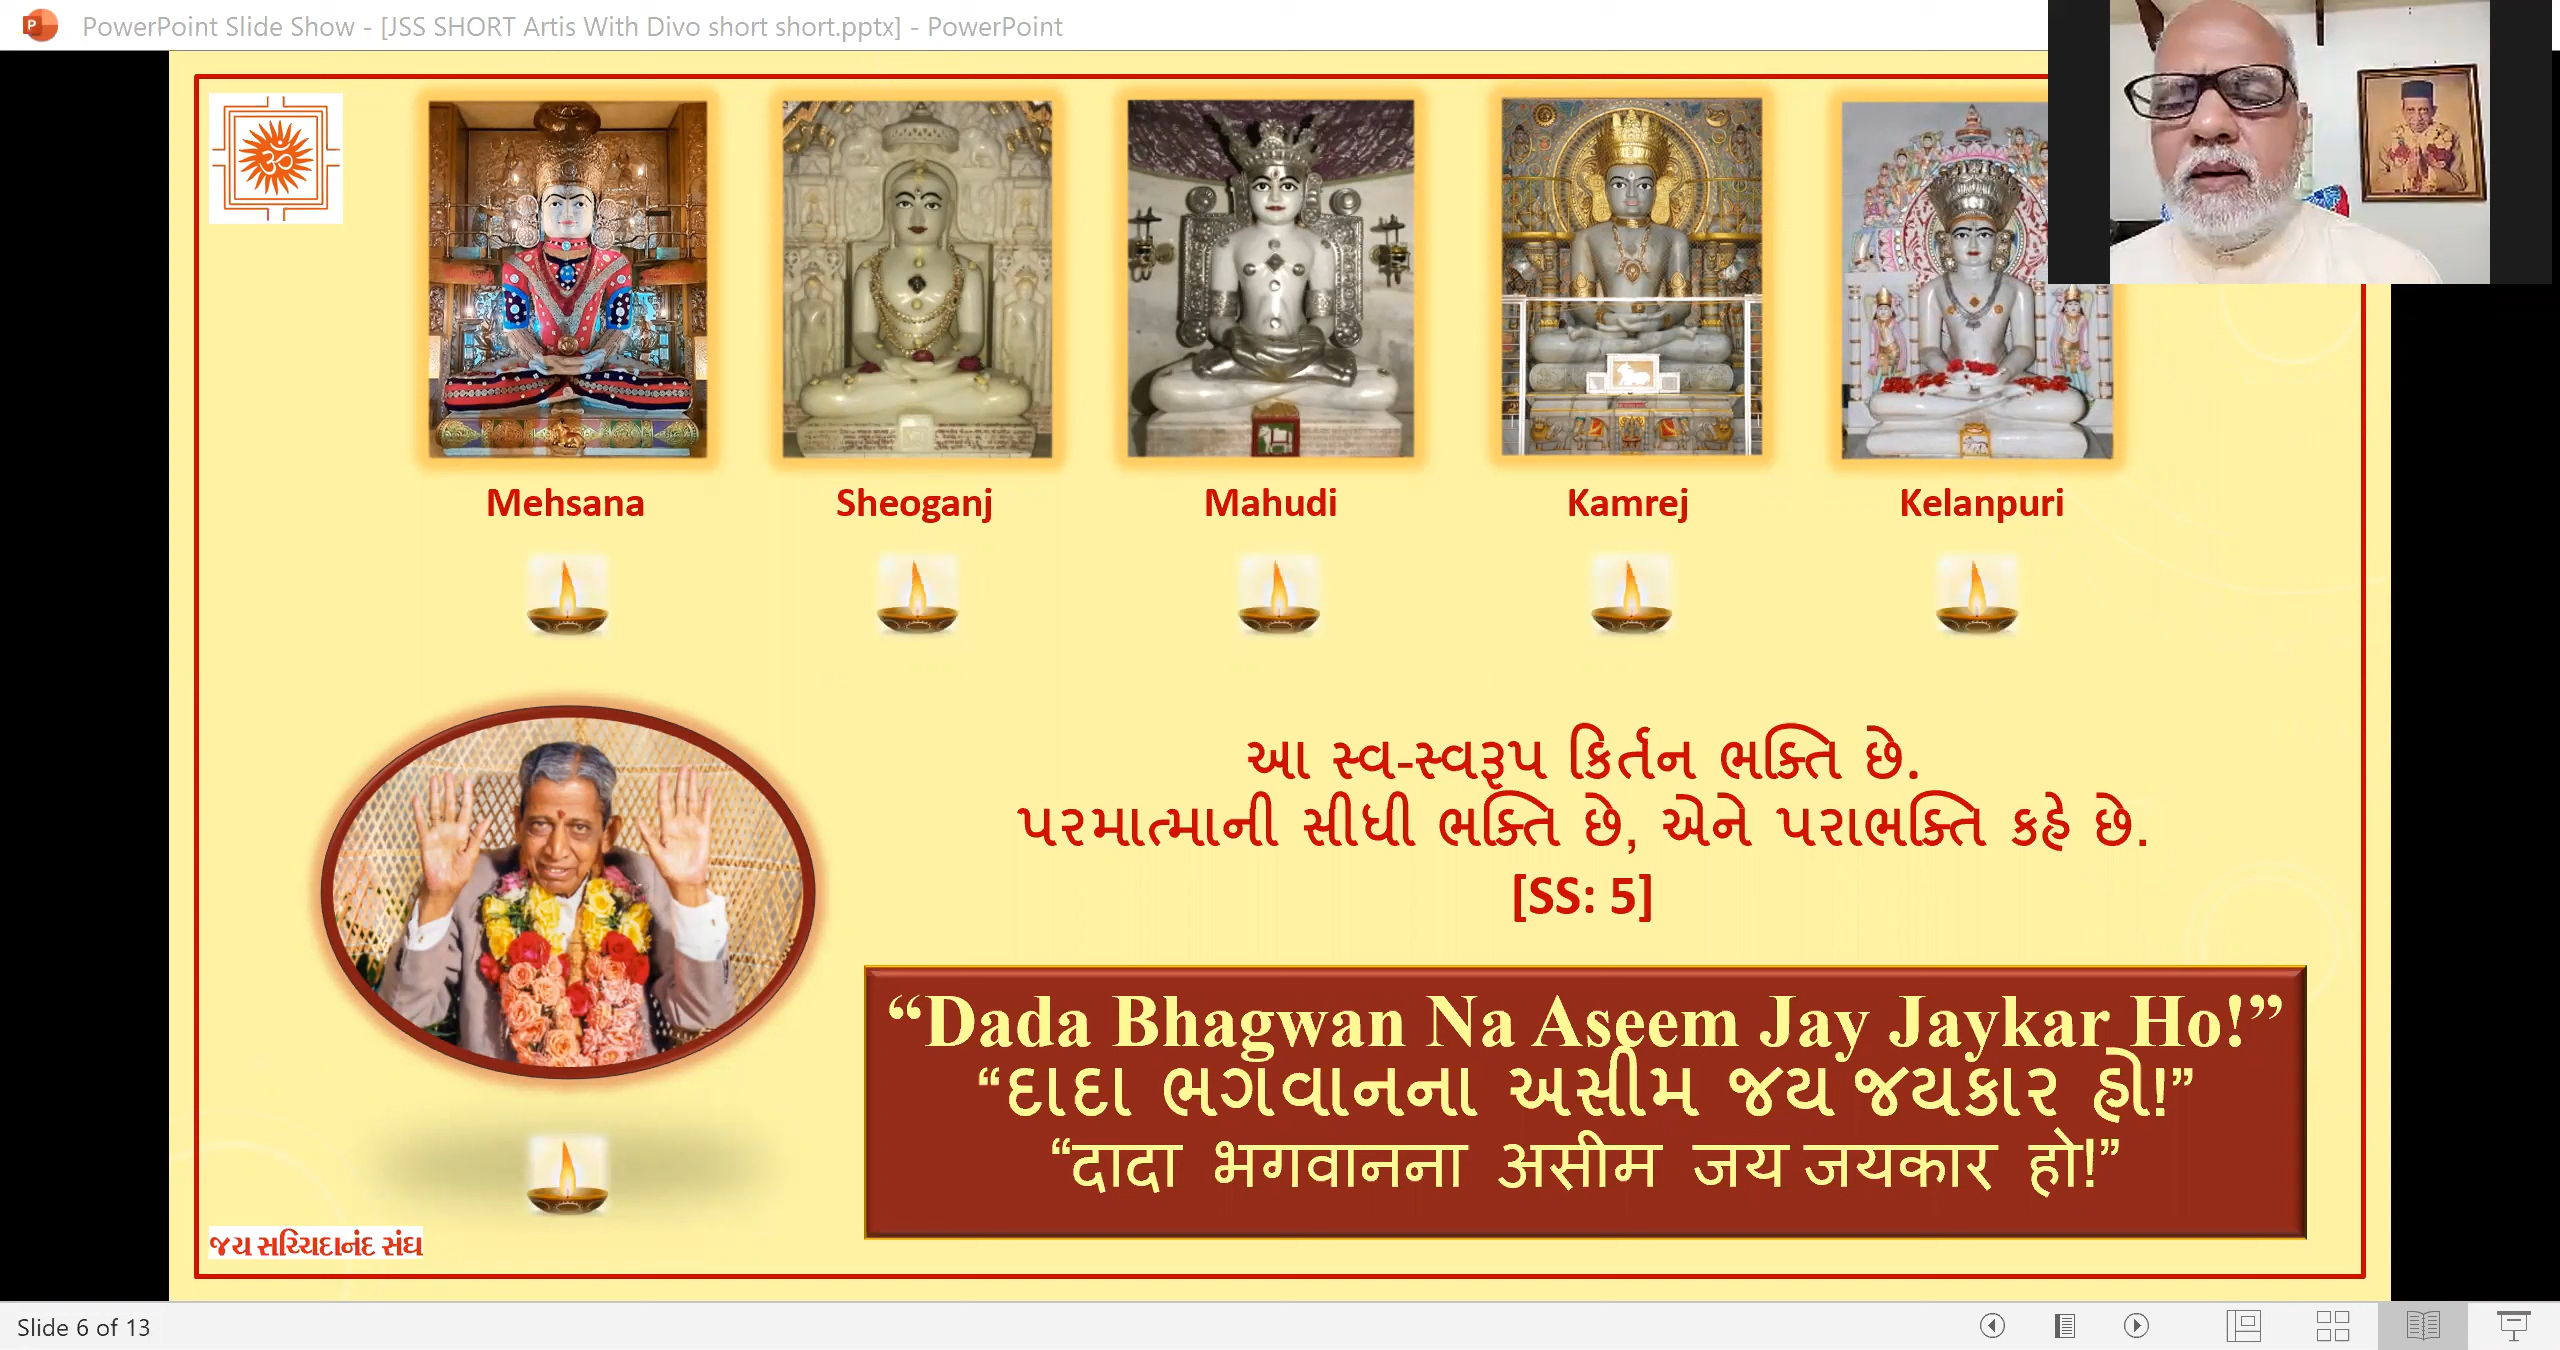 PowerPoint Slide Show - [JSS SHORT Artis With Divo short short.pptx] - PowerPoint
Mehsana
Sheoganj
Mahudi
Kamrej
Kelanpuri
આ સ્વ-સ્વરૂપ કિર્તન ભક્તિ છે.
પરમાત્માની સીધી ભક્તિ છે, એને પરાભક્તિ કહે છે.
[SS: 5]
“Dada Bhagwan Na Aseem Jay Jaykar Ho!”
“દાદા ભગવાનના અસીમ જય જયકાર હો!”
“दादा भगवानना असीम जय जयकार हो!”
જય સચ્ચિદાનંદ સંઘ
Slide 6 of 13